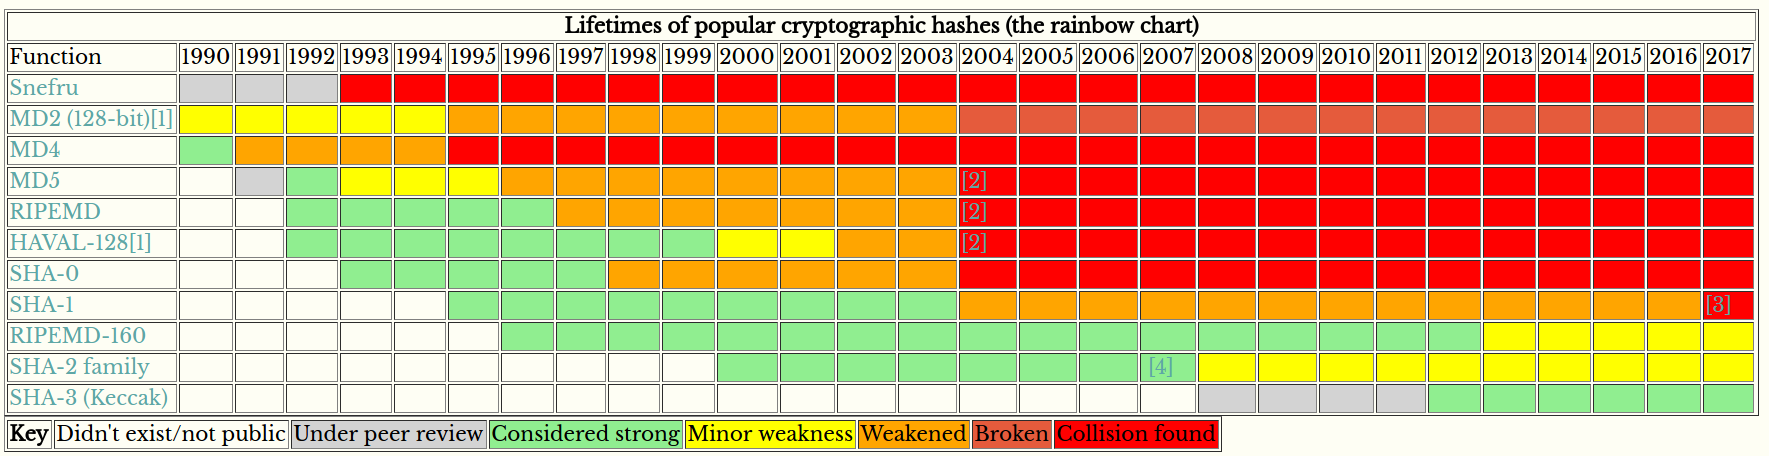 Lifetimes of popular cryptographic hashes (the rainbow chart)
Function 1990 1991 1992 1993 1994 1995 1996 1997 1998 1999 2000 2001 2002 2003 2004 2005 2006 2007 2008 2009 2010 2011 2012 2013 2014 2015 2016 2017
Snefru
MD2 (128-bit)[1]
MD4
MD5 [2]
RIPEMD [2]
HAVAL-128[1] [2]
SHA-0
SHA-1 [3]
RIPEMD-160
SHA-2 family [4]
SHA-3 (Keccak)
Key Didn't exist/not public Under peer review Considered strong Minor weakness Weakened Broken Collision found